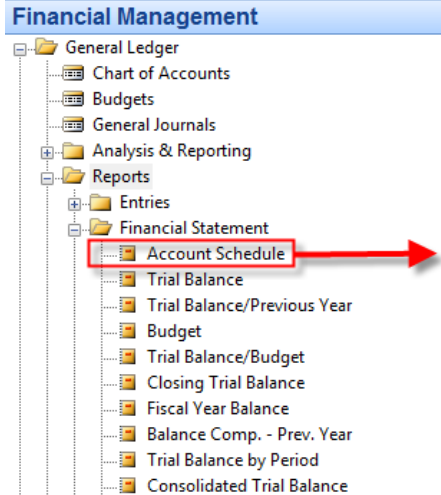 Financial Management
General Ledger
Chart of Accounts
Budgets
General Journals
Analysis & Reporting
Reports
Entries
Financial Statement
Account Schedule
Trial Balance
Trial Balance/Previous Year
Budget
Trial Balance/Budget
Closing Trial Balance
Fiscal Year Balance
Balance Comp. - Prev. Year
Trial Balance by Period
Consolidated Trial Balance